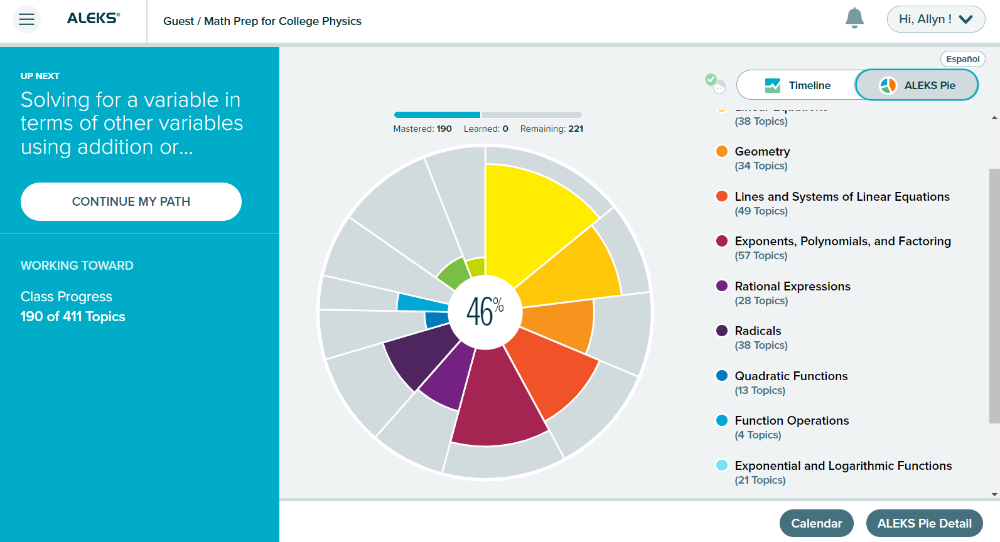 ALEKS®
Guest / Math Prep for College Physics
Hi, Allyn !
UP NEXT
Solving for a variable in
terms of other variables
using addition or...
CONTINUE MY PATH
WORKING TOWARD
Class Progress
190 of 411 Topics
Español
Timeline
ALEKS Pie
Mastered: 190 Learned: 0 Remaining: 221
46%
Linear Equations
(38 Topics)
Geometry
(34 Topics)
Lines and Systems of Linear Equations
(49 Topics)
Exponents, Polynomials, and Factoring
(57 Topics)
Rational Expressions
(28 Topics)
Radicals
(38 Topics)
Quadratic Functions
(13 Topics)
Function Operations
(4 Topics)
Exponential and Logarithmic Functions
(21 Topics)
Calendar
ALEKS Pie Detail